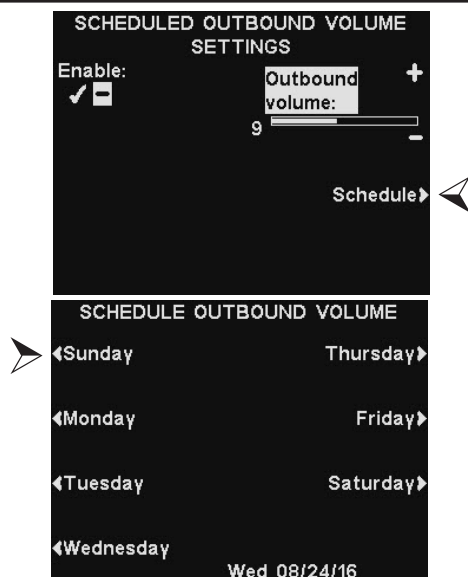 SCHEDULED OUTBOUND VOLUME
SETTINGS
Enable:
✓ −
Outbound +
volume:
9
−
Schedule
SCHEDULE OUTBOUND VOLUME
Sunday Thursday
Monday Friday
Tuesday Saturday
Wednesday
Wed 08/24/16